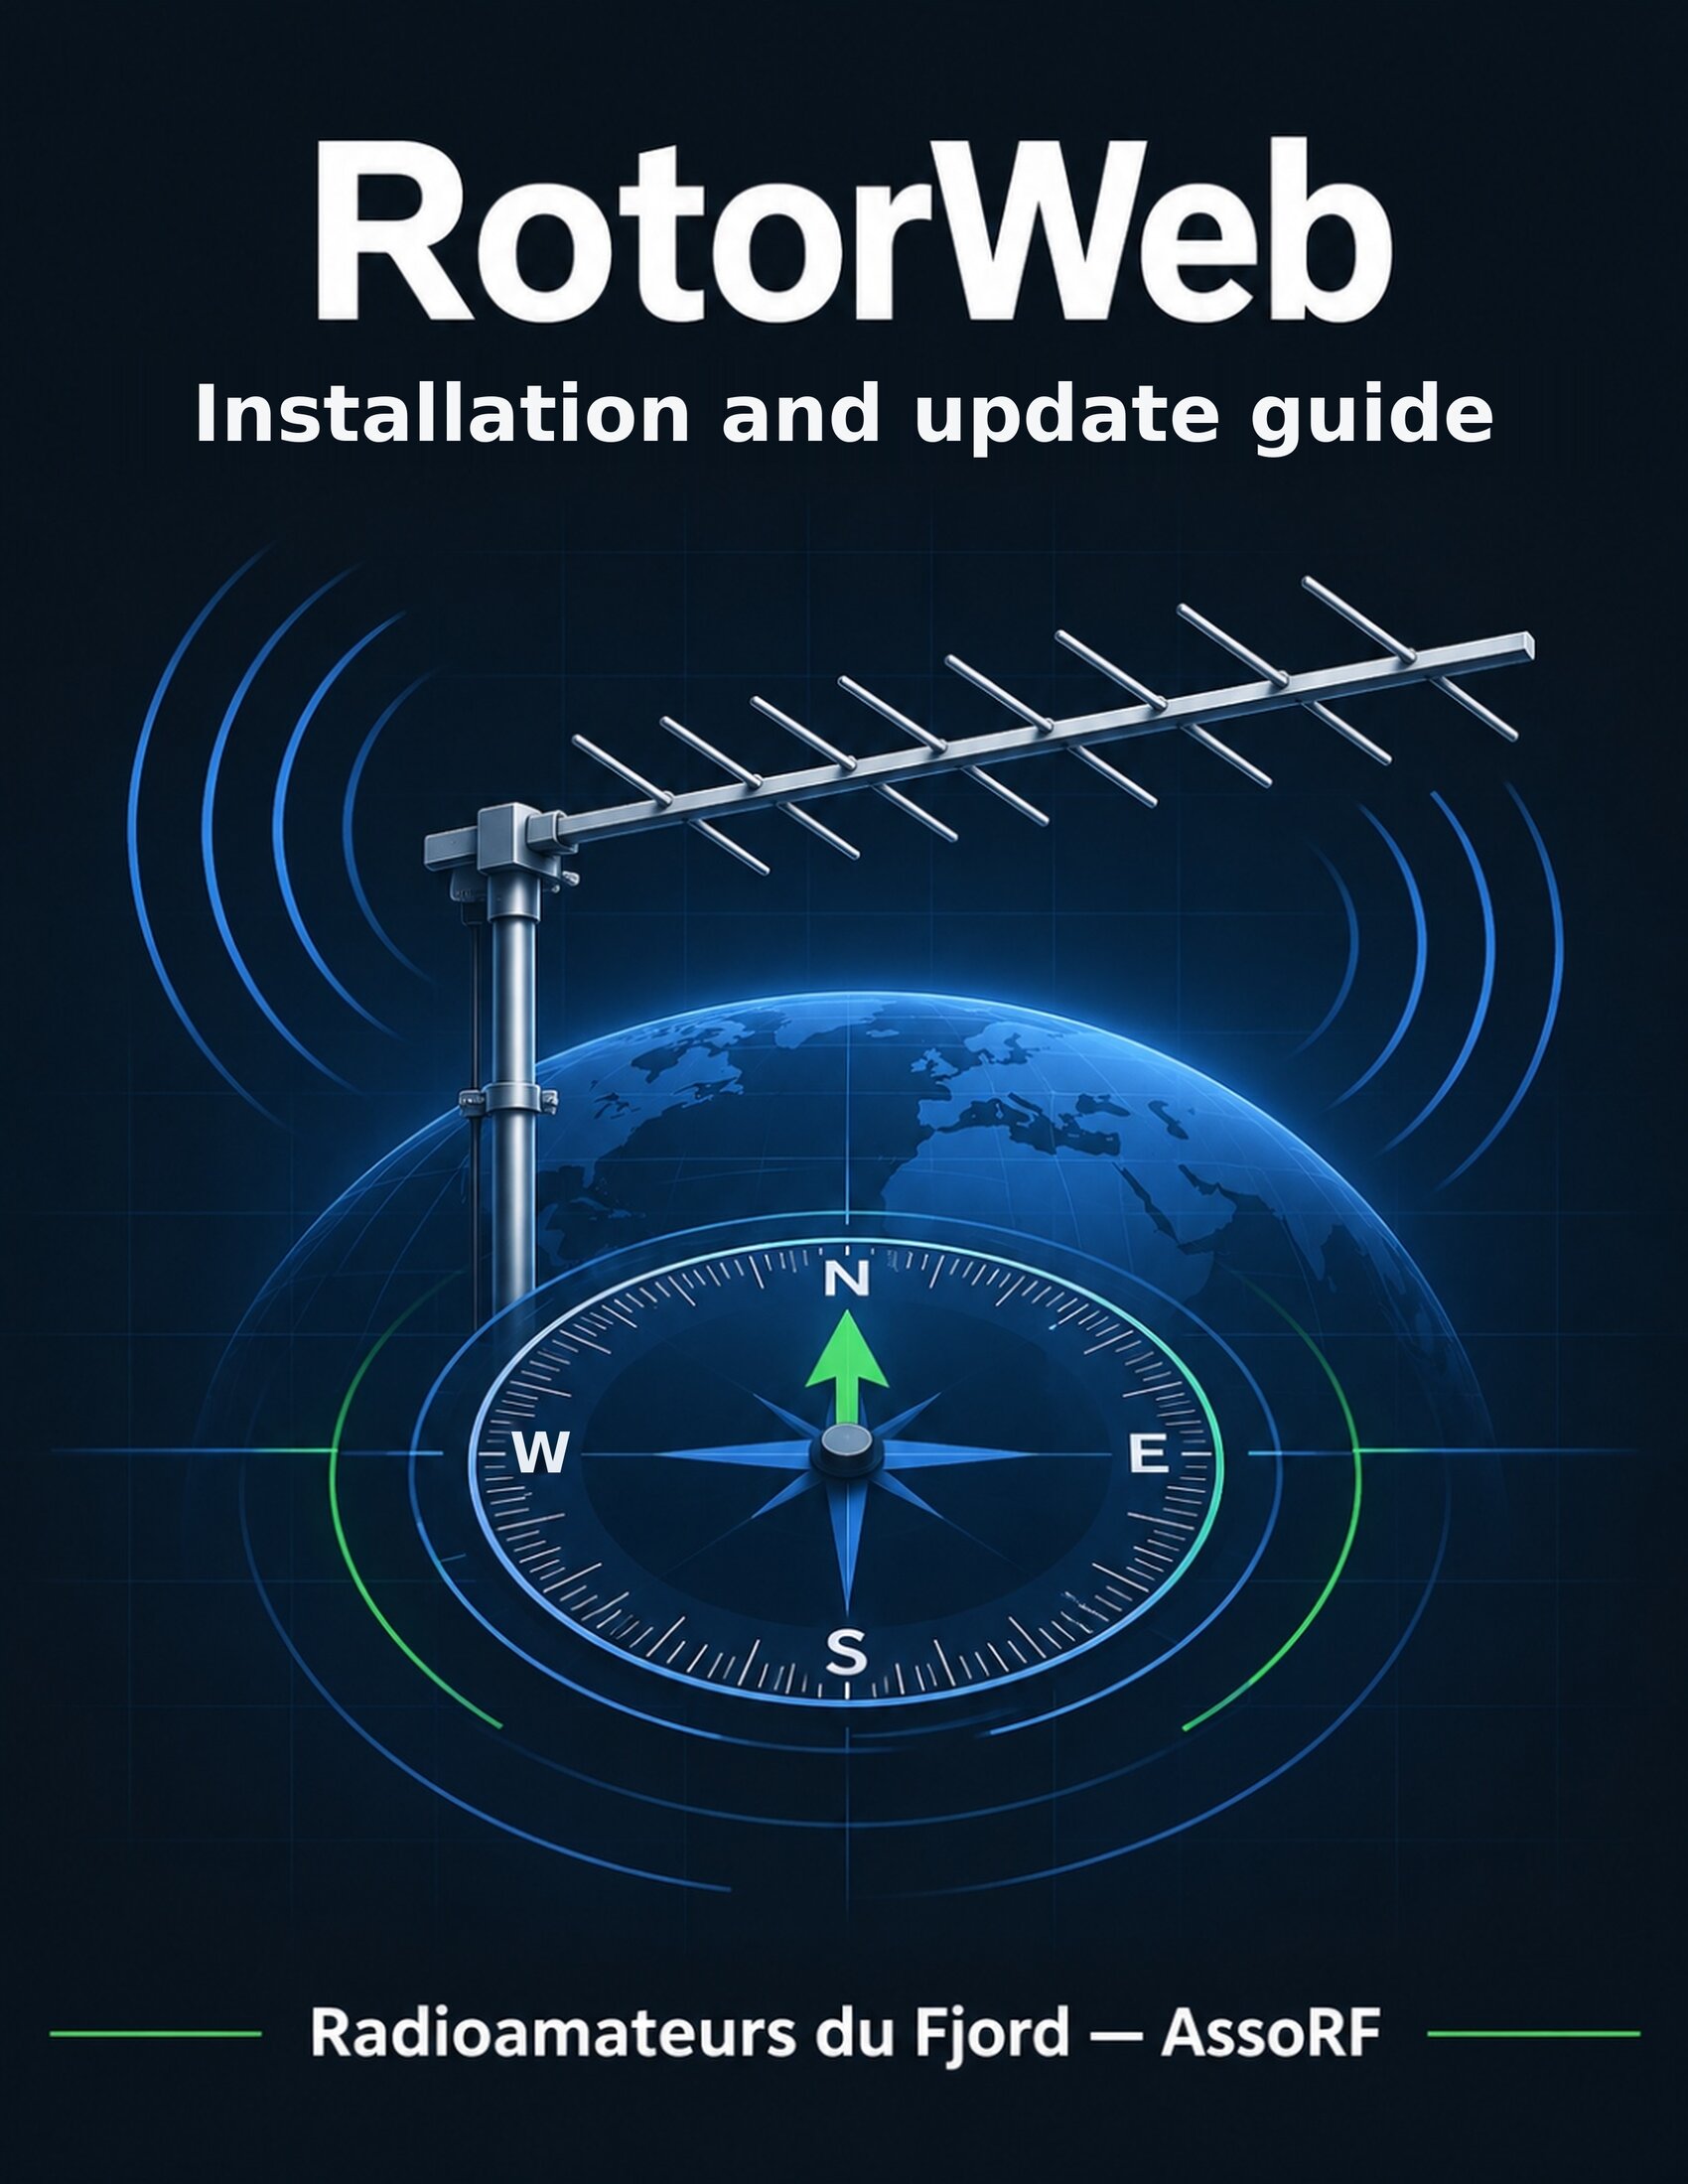 RotorWeb
Installation and update guide
N
W
E
S
Radioamateurs du Fjord — AssoRF